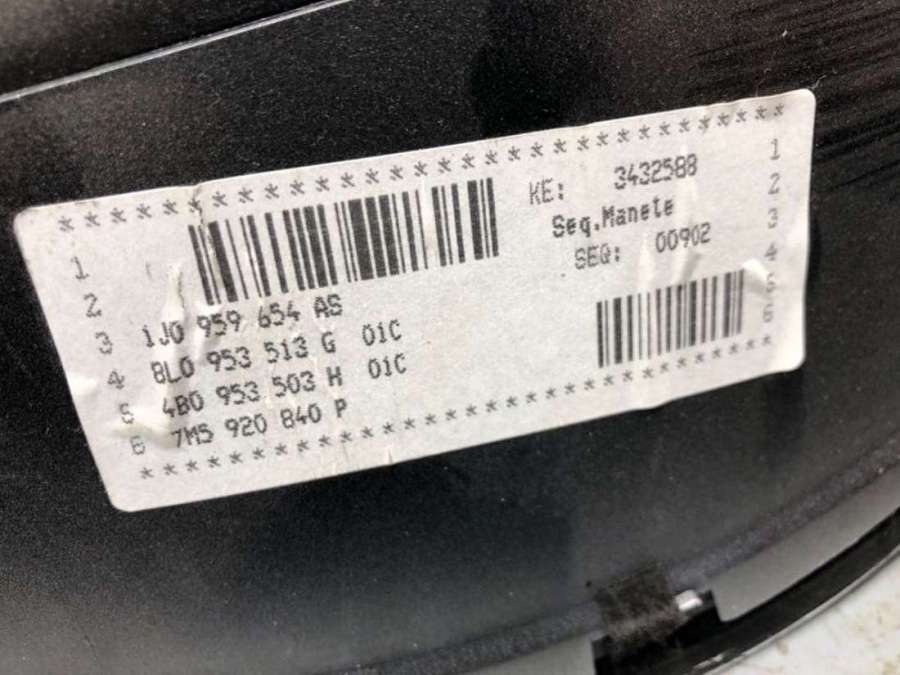 * * * * * * * * * * * * * * * * * * * * * * * * * * * *
KE: 3432588
Seq.Manete
SEQ: 00902
1 1
2 2
3 1J0 959 654 AS 3
4 8L0 953 513 G 01C 4
5 4B0 953 503 H 01C
6 7M5 920 840 P 6
* * * * * * * * * * * * * * * * * * * * * * * * * * * *